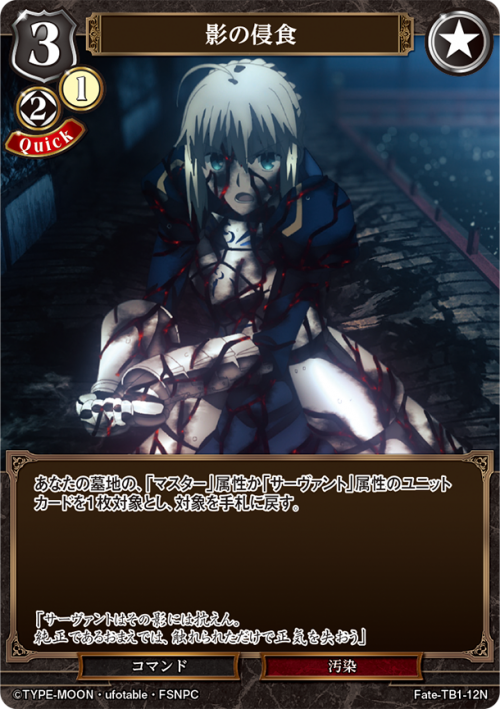 3
影の侵食
2
1
Quick
あなたの墓地の、「マスター」属性か「サーヴァント」属性のユニット
カードを1枚対象とし、対象を手札に戻す。
「サーヴァントはその影には抗えん。
純正であるおまえでは、触れられただけで正気を失おう」
コマンド
汚染
©TYPE-MOON・ufotable・FSNPC
Fate-TB1-12N